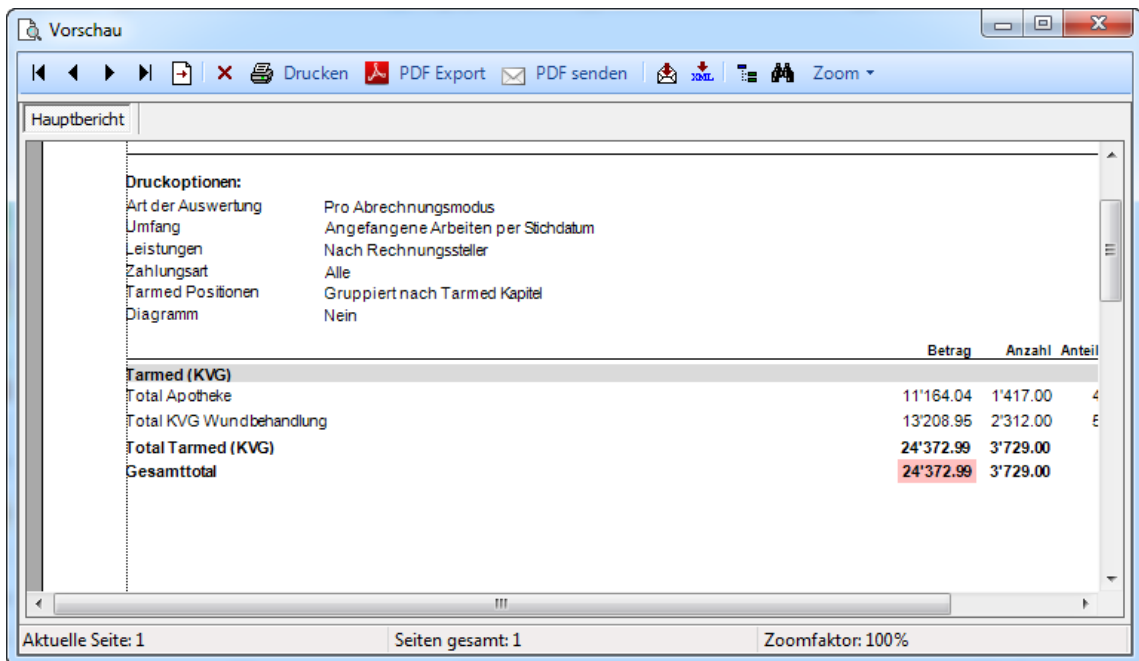 Vorschau
Drucken PDF Export PDF senden XML Zoom
Hauptbericht
Druckoptionen:
Art der Auswertung Pro Abrechnungsmodus
Umfang Angefangene Arbeiten per Stichdatum
Leistungen Nach Rechnungssteller
Zahlungsart Alle
Tarmed Positionen Gruppiert nach Tarmed Kapitel
Diagramm Nein
Betrag Anzahl Anteil
Tarmed (KVG)
Total Apotheke 11'164.04 1'417.00
Total KVG Wundbehandlung 13'208.95 2'312.00
Total Tarmed (KVG) 24'372.99 3'729.00
Gesamttotal 24'372.99 3'729.00
Aktuelle Seite: 1 Seiten gesamt: 1 Zoomfaktor: 100%